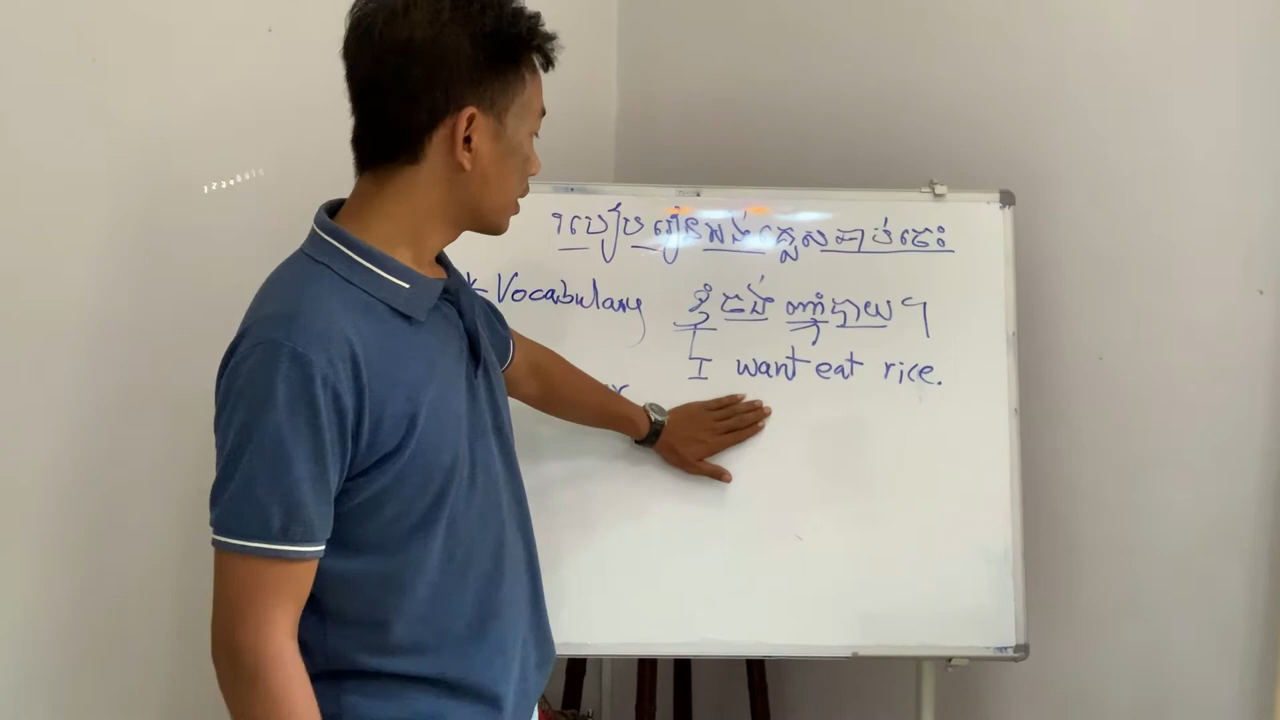 របៀបរៀនអង់គ្លេសឆាប់ចេះ
* Vocabulary
ខ្ញុំចង់ញ៉ាំបាយ។
I want eat rice.